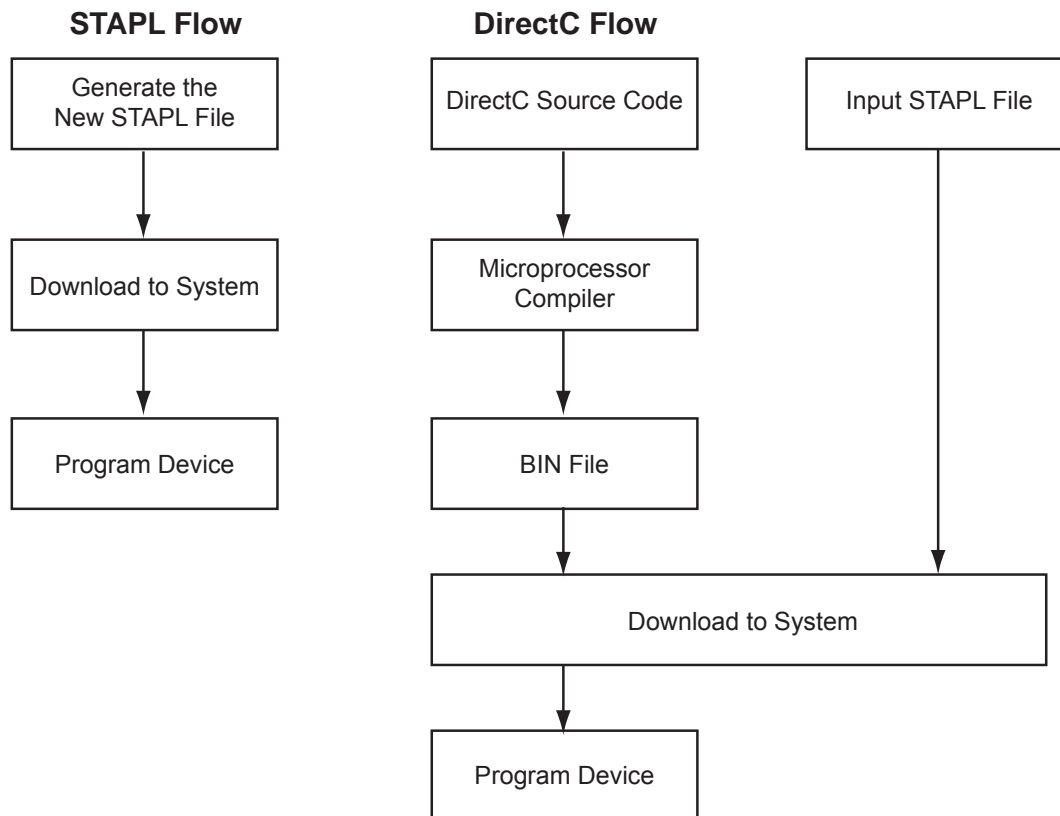 STAPL Flow
Generate the
New STAPL File
Download to System
Program Device
DirectC Flow
DirectC Source Code
Input STAPL File
Microprocessor
Compiler
BIN File
Download to System
Program Device